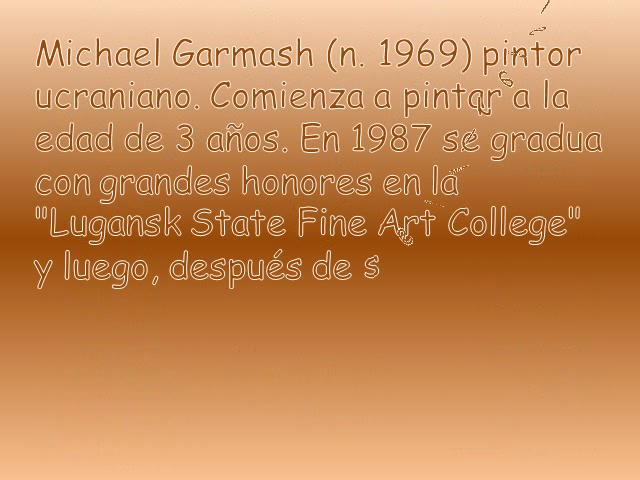 Michael Garmash (n. 1969) pintor
ucraniano. Comienza a pintar a la
edad de 3 años. En 1987 se gradua
con grandes honores en la
"Lugansk State Fine Art College"
y luego, después de s